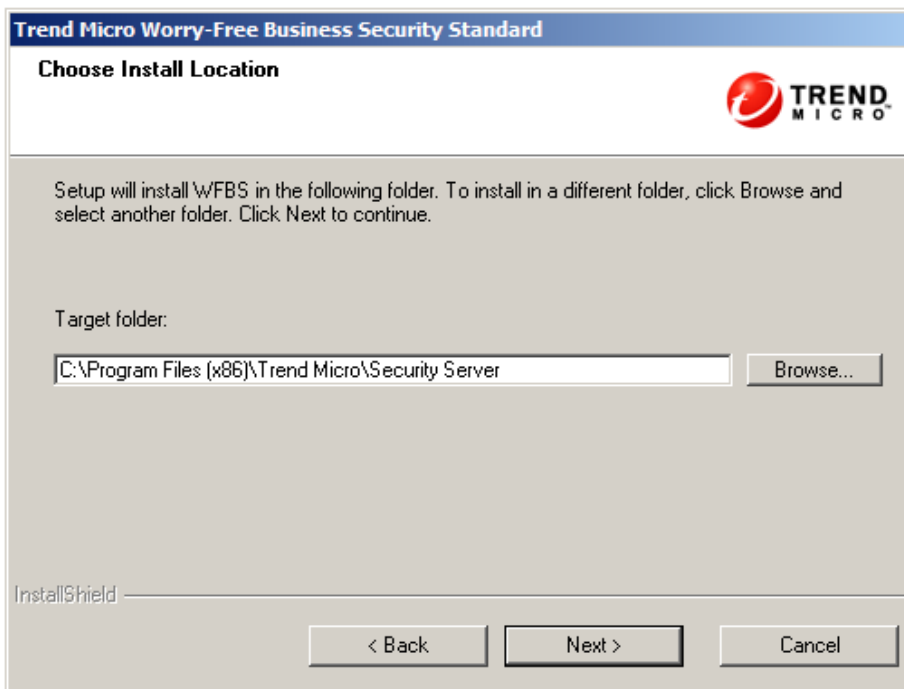 Trend Micro Worry-Free Business Security Standard
Choose Install Location
TREND
MICRO™
Setup will install WFBS in the following folder. To install in a different folder, click Browse and
select another folder. Click Next to continue.
Target folder:
C:\Program Files (x86)\Trend Micro\Security Server
Browse...
InstallShield
< Back
Next >
Cancel